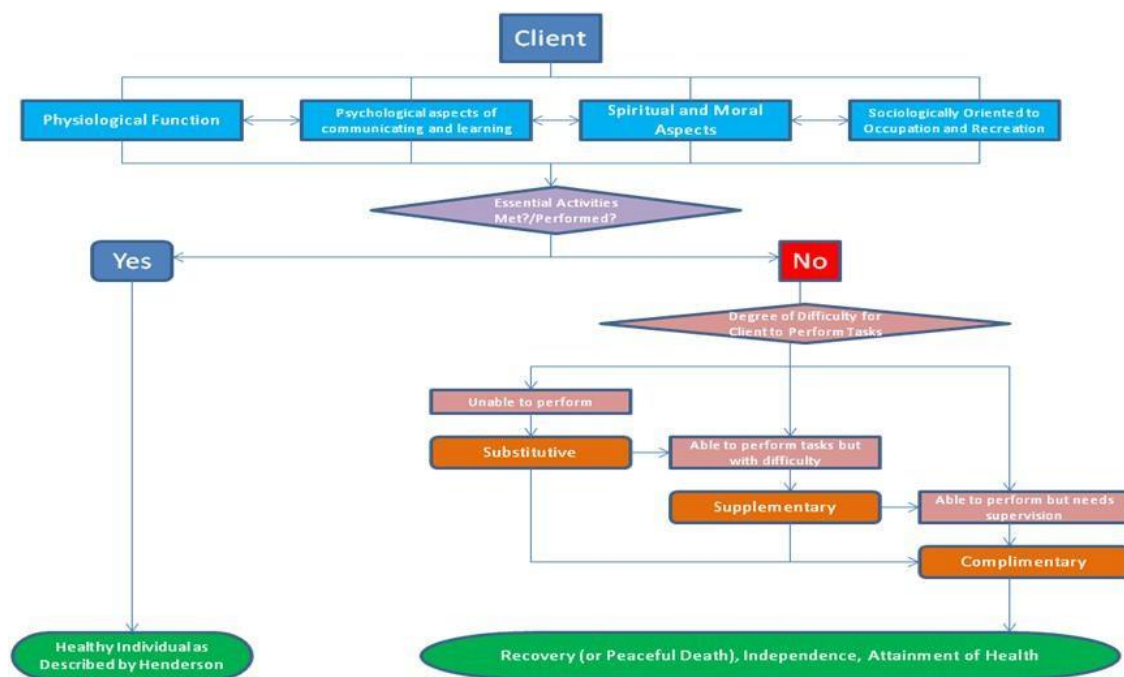 Client
Physiological Function
Psychological aspects of
communicating and learning
Spiritual and Moral
Aspects
Sociologically Oriented to
Occupation and Recreation
Essential Activities
Met?/Performed?
Yes
No
Degree of Difficulty for
Client to Perform Tasks
Unable to perform
Substitutive
Able to perform tasks but
with difficulty
Supplementary
Able to perform but needs
supervision
Complimentary
Healthy Individual as
Described by Henderson
Recovery (or Peaceful Death), Independence, Attainment of Health